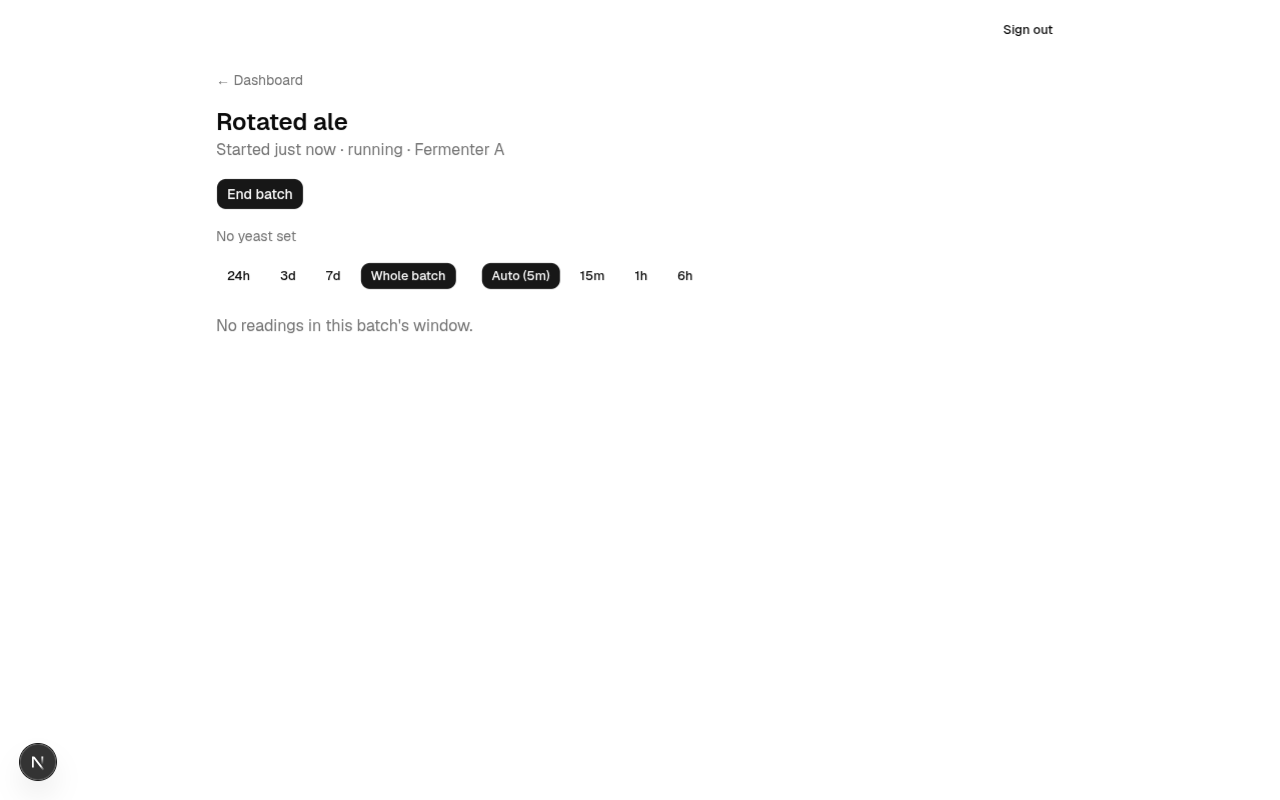 Sign out
← Dashboard
Rotated ale
Started just now · running · Fermenter A
End batch
No yeast set
24h 3d 7d Whole batch Auto (5m) 15m 1h 6h
No readings in this batch's window.
N